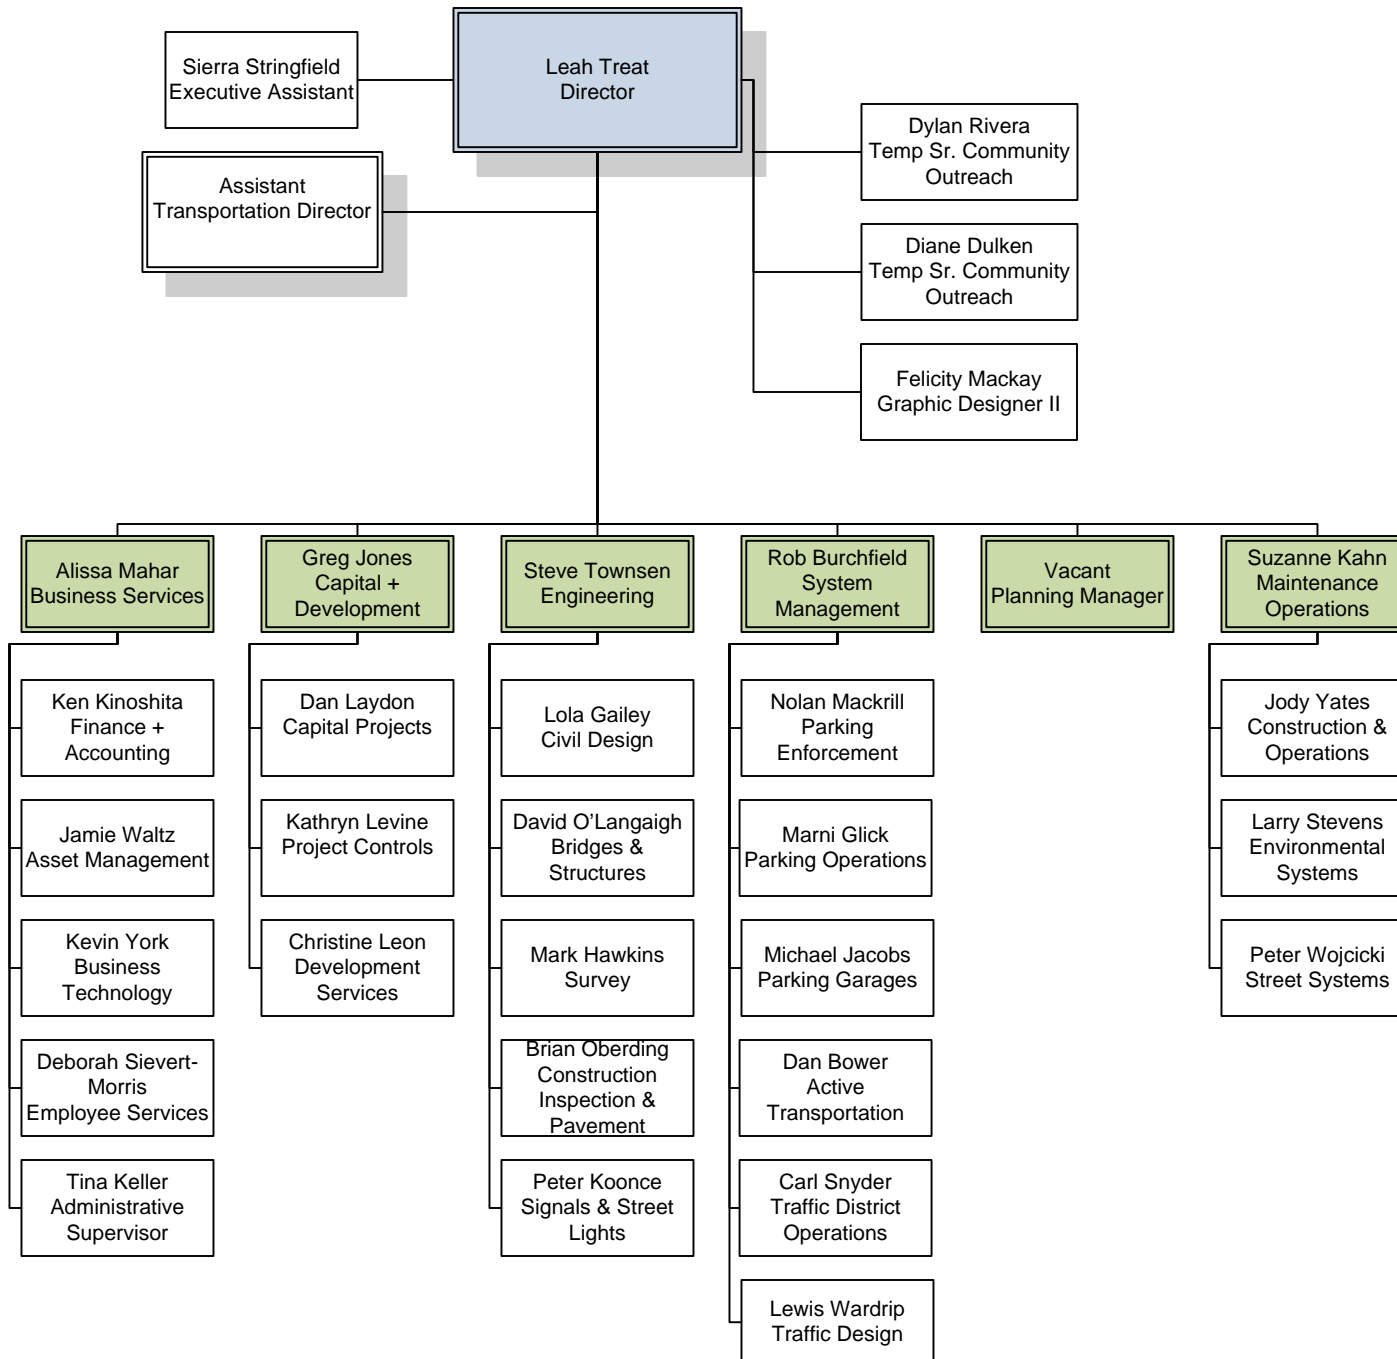 Sierra Stringfield
Executive Assistant
Leah Treat
Director
Dylan Rivera
Temp Sr. Community
Outreach
Assistant
Transportation Director
Diane Dulken
Temp Sr. Community
Outreach
Felicity Mackay
Graphic Designer II
Alissa Mahar
Business Services
Greg Jones
Capital +
Development
Steve Townsen
Engineering
Rob Burchfield
System
Management
Vacant
Planning Manager
Suzanne Kahn
Maintenance
Operations
Ken Kinoshita
Finance +
Accounting
Jamie Waltz
Asset Management
Kevin York
Business
Technology
Deborah Sievert-
Morris
Employee Services
Tina Keller
Administrative
Supervisor
Dan Laydon
Capital Projects
Kathryn Levine
Project Controls
Christine Leon
Development
Services
Lola Gailey
Civil Design
David O’Langaigh
Bridges &
Structures
Mark Hawkins
Survey
Brian Oberding
Construction
Inspection &
Pavement
Peter Koonce
Signals & Street
Lights
Nolan Mackrill
Parking
Enforcement
Marni Glick
Parking Operations
Michael Jacobs
Parking Garages
Dan Bower
Active
Transportation
Carl Snyder
Traffic District
Operations
Lewis Wardrip
Traffic Design
Jody Yates
Construction &
Operations
Larry Stevens
Environmental
Systems
Peter Wojcicki
Street Systems